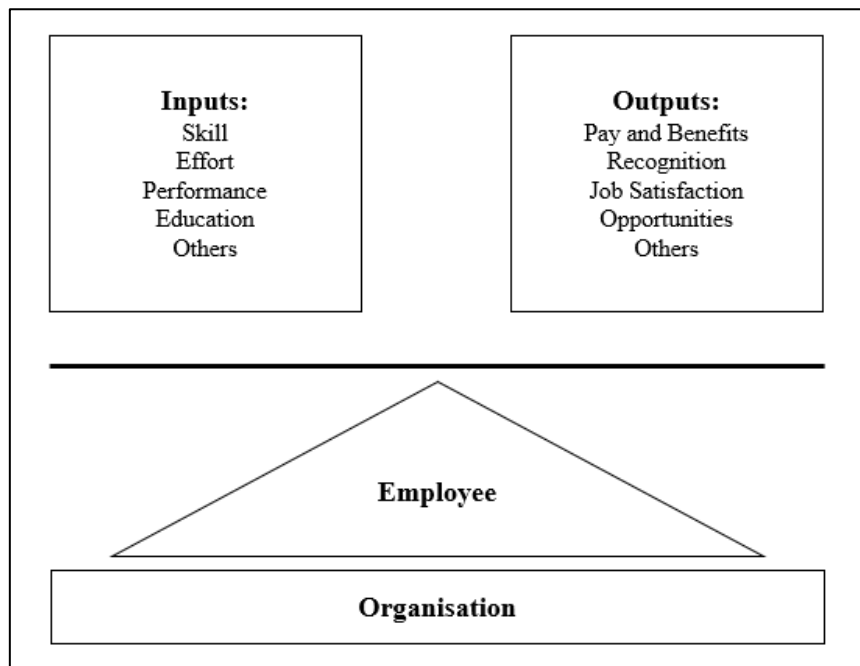 Inputs:
Skill
Effort
Performance
Education
Others
Outputs:
Pay and Benefits
Recognition
Job Satisfaction
Opportunities
Others
Employee
Organisation